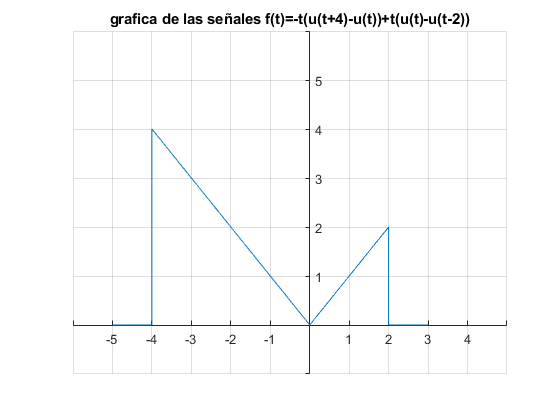 grafica de las señales f(t)=-t(u(t+4)-u(t))+t(u(t)-u(t-2))
5
4
3
2
1
-5 -4 -3 -2 -1 0 1 2 3 4